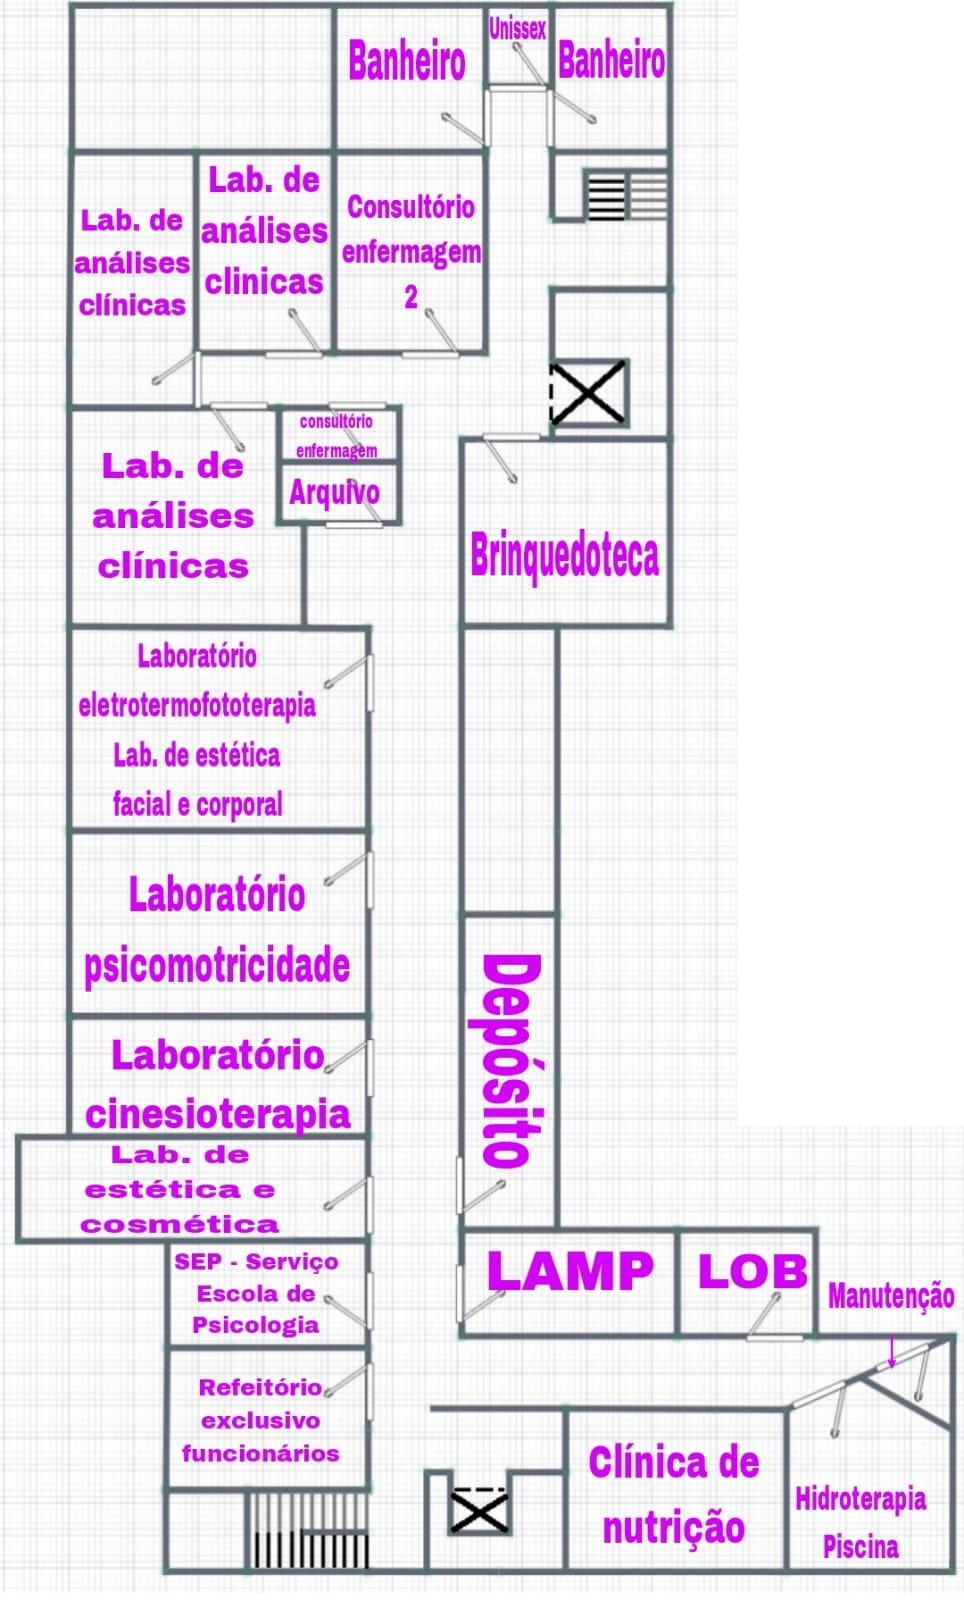 Unissex
Banheiro
Banheiro
Lab. de
análises
clínicas
Lab. de
análises
clinicas
Consultório
enfermagem
2
consultório
enfermagem
Arquivo
Lab. de
análises
clínicas
Brinquedoteca
Laboratório
eletrotermofototerapia
Lab. de estética
facial e corporal
Laboratório
psicomotricidade
Depósito
Laboratório
cinesioterapia
Lab. de
estética e
cosmética
SEP - Serviço
Escola de
Psicologia
LAMP
LOB
Manutenção
Refeitório
exclusivo
funcionários
Clínica de
nutrição
Hidroterapia
Piscina